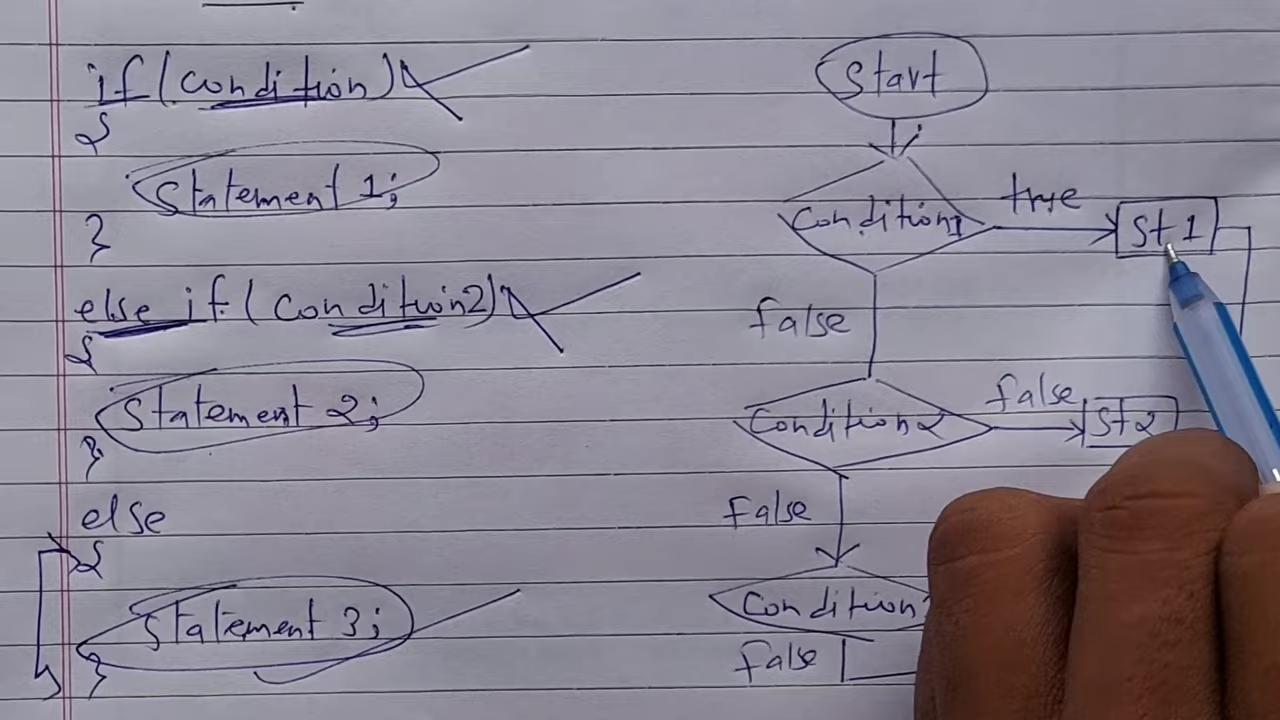 if (condition)
{
Statement 1;
}
else if (Condition2)
{
Statement 2;
}
else
{
Statement 3;
}
Start
Condition1
true
St 1
false
Condition2
false
St2
False
Condition
False